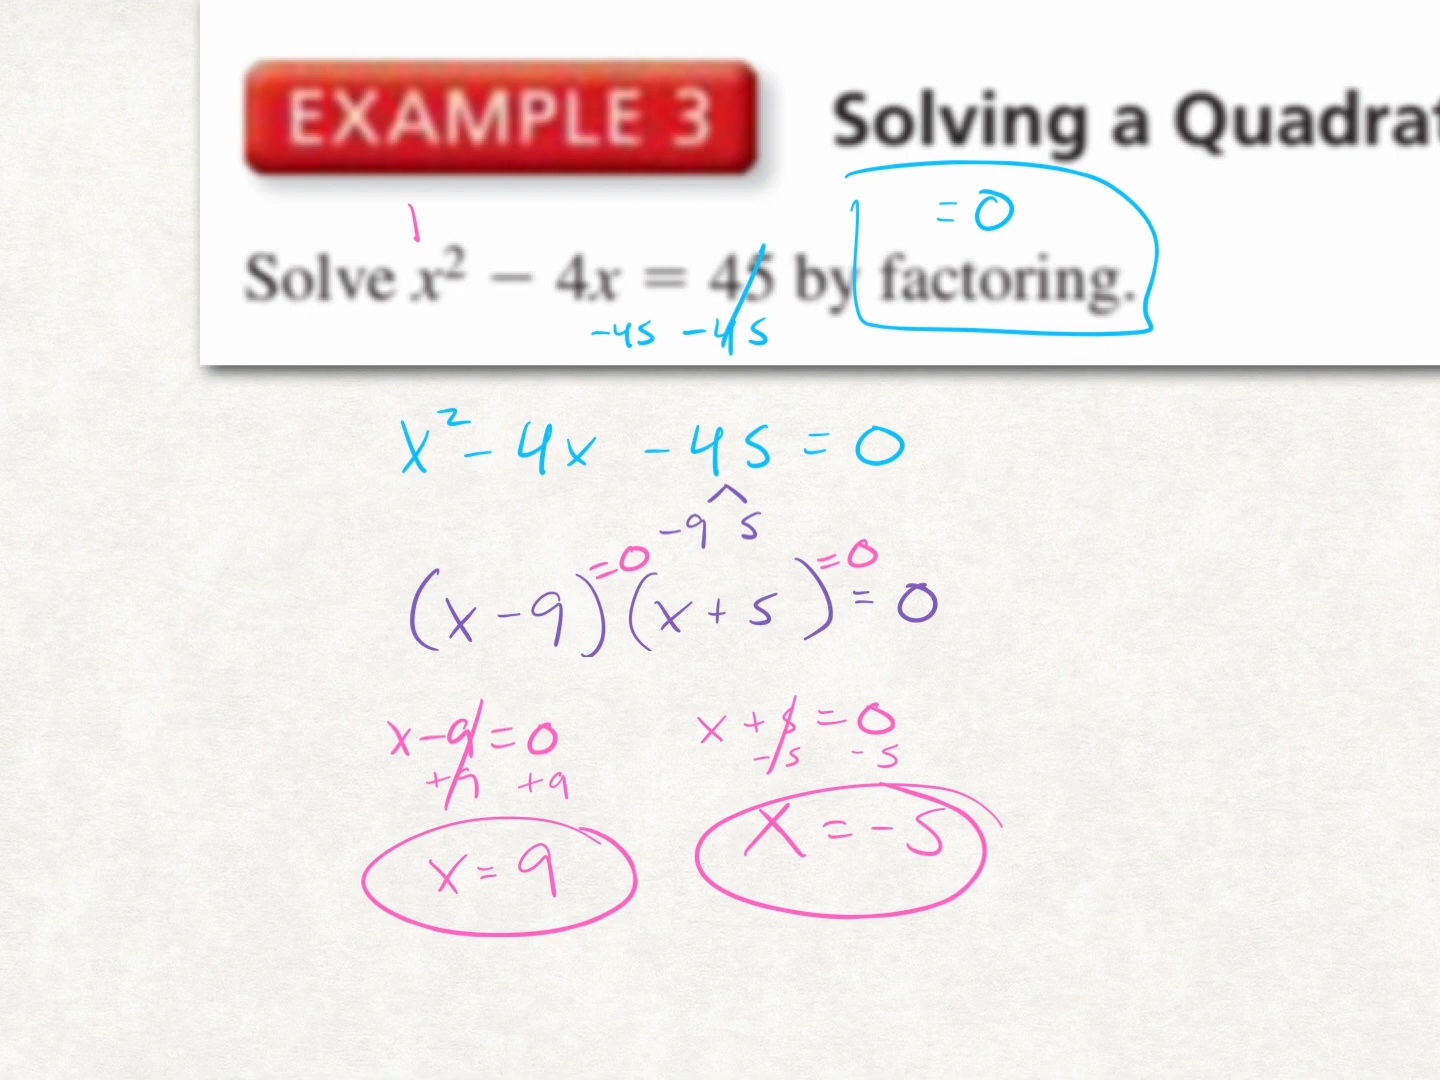 EXAMPLE 3 Solving a Quadrat
= 0
1
Solve x² − 4x = 45 by factoring.
-45 -45
x² - 4x - 45 = 0
-9 5
=0 =0
(x - 9)(x + 5) = 0
x - 9 = 0 x + 5 = 0
+9 +9 -5 -5
x = 9 x = -5